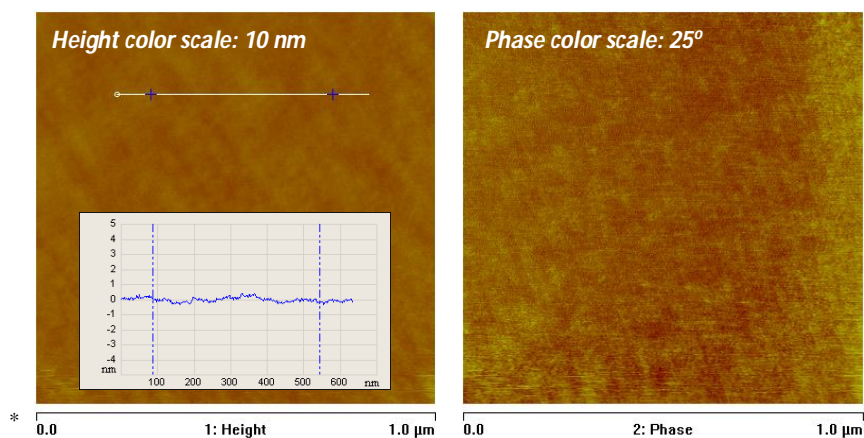 Height color scale: 10 nm
Phase color scale: 25º
5
4
3
2
1
0
-1
-2
-3
-4
nm
100 200 300 400 500 600 nm
*
0.0 1: Height 1.0 µm
0.0 2: Phase 1.0 µm